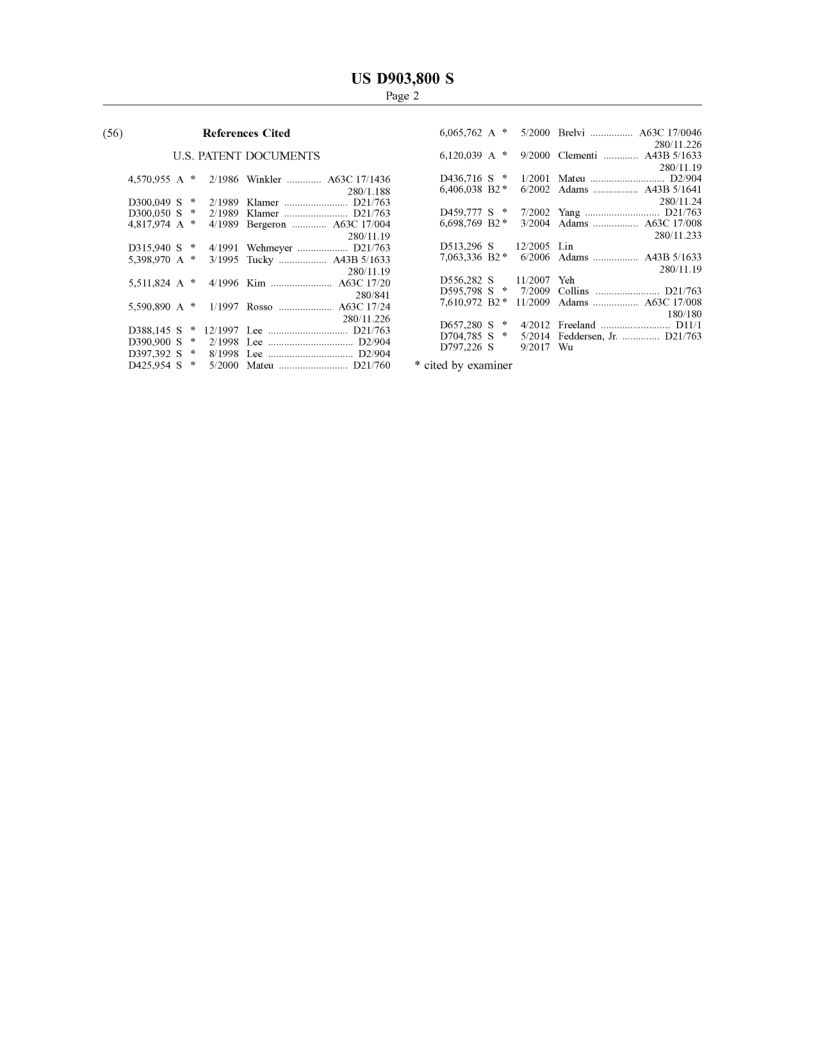 US D903,800 S
Page 2
(56) References Cited
U.S. PATENT DOCUMENTS
4,570,955 A * 2/1986 Winkler ............. A63C 17/1436
280/1.188
D300,049 S * 2/1989 Klamer ........................ D21/763
D300,050 S * 2/1989 Klamer ........................ D21/763
4,817,974 A * 4/1989 Bergeron ............. A63C 17/004
280/11.19
D315,940 S * 4/1991 Wehmeyer ................... D21/763
5,398,970 A * 3/1995 Tucky .................. A43B 5/1633
280/11.19
5,511,824 A * 4/1996 Kim ....................... A63C 17/20
280/841
5,590,890 A * 1/1997 Rosso .................... A63C 17/24
280/11.226
D388,145 S * 12/1997 Lee .............................. D21/763
D390,900 S * 2/1998 Lee ................................ D2/904
D397,392 S * 8/1998 Lee ................................ D2/904
D425,954 S * 5/2000 Mateu .......................... D21/760
6,065,762 A * 5/2000 Brelvi ................ A63C 17/0046
280/11.226
6,120,039 A * 9/2000 Clementi ............. A43B 5/1633
280/11.19
D436,716 S * 1/2001 Mateu ............................ D2/904
6,406,038 B2 * 6/2002 Adams ................. A43B 5/1641
280/11.24
D459,777 S * 7/2002 Yang ............................ D21/763
6,698,769 B2 * 3/2004 Adams ................. A63C 17/008
280/11.233
D513,296 S 12/2005 Lin
7,063,336 B2 * 6/2006 Adams ................. A43B 5/1633
280/11.19
D556,282 S 11/2007 Yeh
D595,798 S * 7/2009 Collins ........................ D21/763
7,610,972 B2 * 11/2009 Adams ................. A63C 17/008
180/180
D657,280 S * 4/2012 Freeland .......................... D11/1
D704,785 S * 5/2014 Feddersen, Jr. .............. D21/763
D797,226 S 9/2017 Wu
* cited by examiner